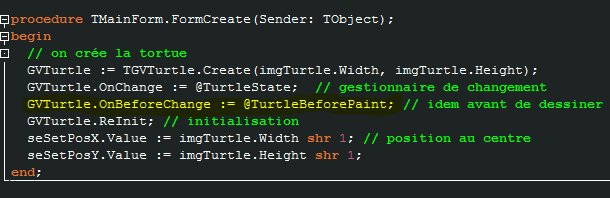 procedure TMainForm.FormCreate(Sender: TObject);
begin
// on crée la tortue
GVTurtle := TGVTurtle.Create(imgTurtle.Width, imgTurtle.Height);
GVTurtle.OnChange := @TurtleState;  // gestionnaire de changement
GVTurtle.OnBeforeChange := @TurtleBeforePaint; // idem avant de dessiner
GVTurtle.ReInit; // initialisation
seSetPosX.Value := imgTurtle.Width shr 1; // position au centre
seSetPosY.Value := imgTurtle.Height shr 1;
end;